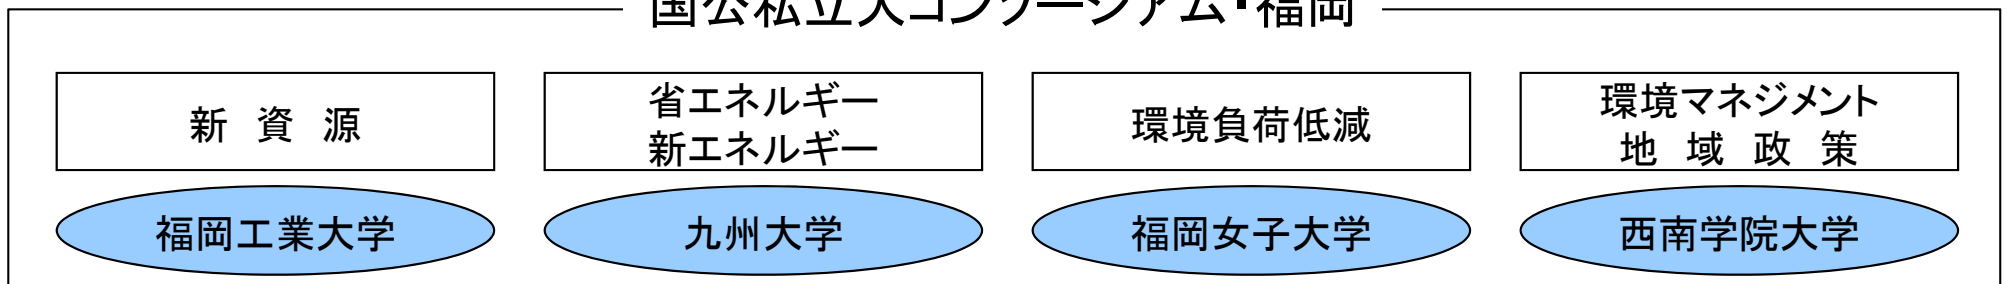 国公私立大コンソーシアム・福岡
新　資　源
省エネルギー
新エネルギー
環境負荷低減
環境マネジメント
地　域　政　策
福岡工業大学
九州大学
福岡女子大学
西南学院大学